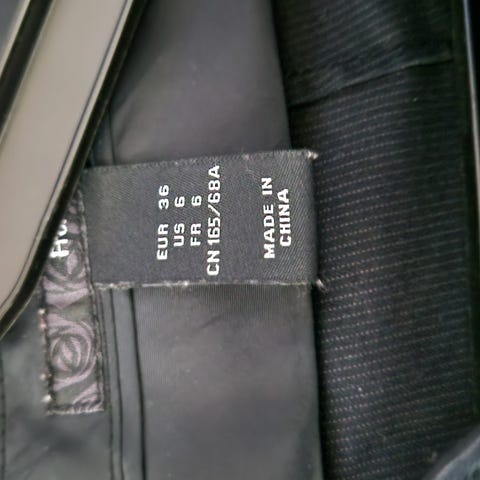 EUR 36
US 6
FR 6
CN 165/68A
MADE IN
CHINA